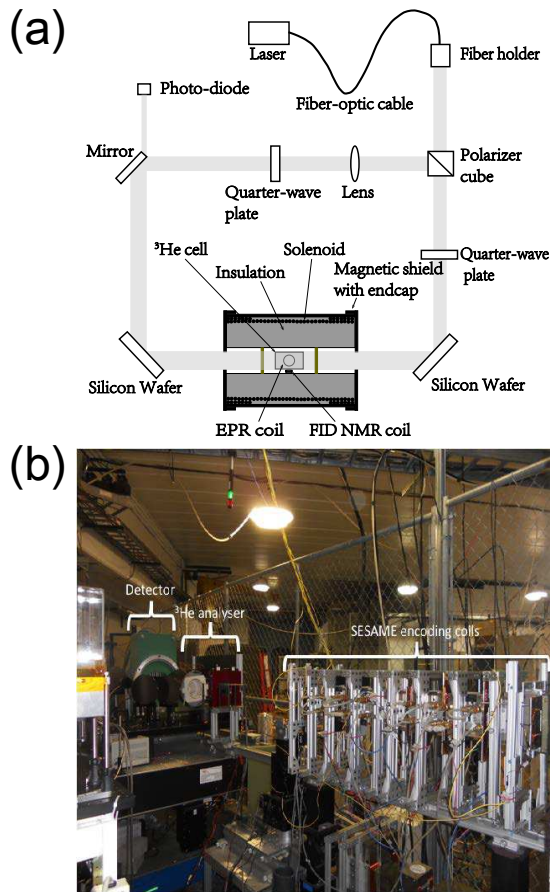 (a)
Laser
Fiber holder
Photo-diode
Fiber-optic cable
Mirror
Polarizer
cube
Quarter-wave
plate
Lens
³He cell
Solenoid
Insulation
Magnetic shield
with endcap
Quarter-wave
plate
Silicon Wafer
Silicon Wafer
EPR coil
FID NMR coil
(b)
Detector
³He analyser
SESAME encoding coils